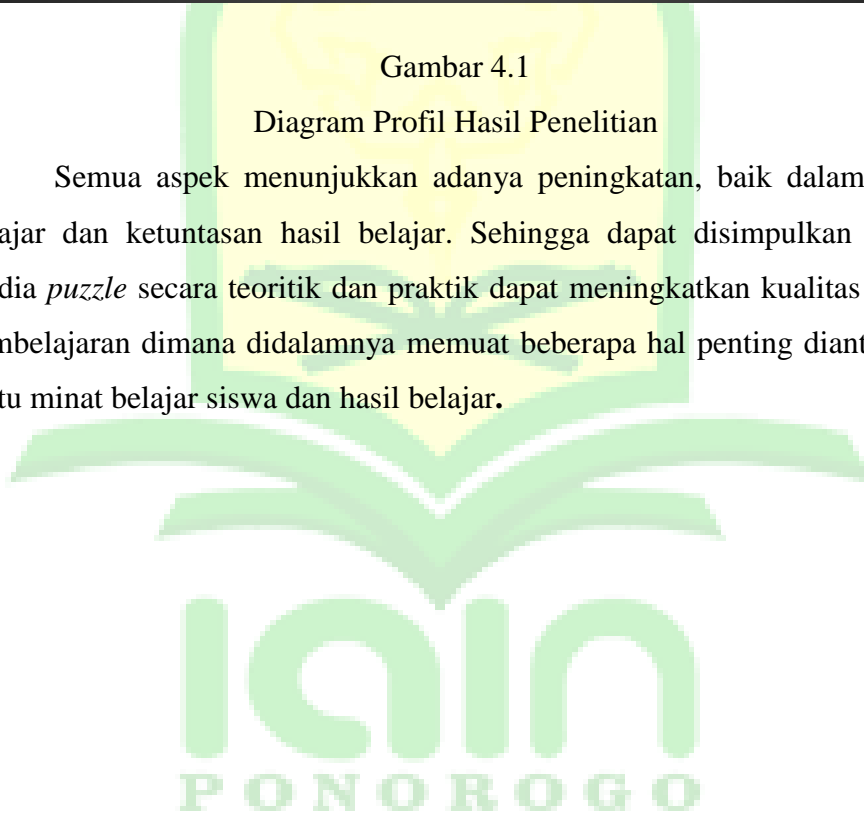 Gambar 4.1
Diagram Profil Hasil Penelitian
Semua aspek menunjukkan adanya peningkatan, baik dalam
ajar dan ketuntasan hasil belajar. Sehingga dapat disimpulkan
dia puzzle secara teoritik dan praktik dapat meningkatkan kualitas
mbelajaran dimana didalamnya memuat beberapa hal penting diant
tu minat belajar siswa dan hasil belajar.
iain
PONOROGO